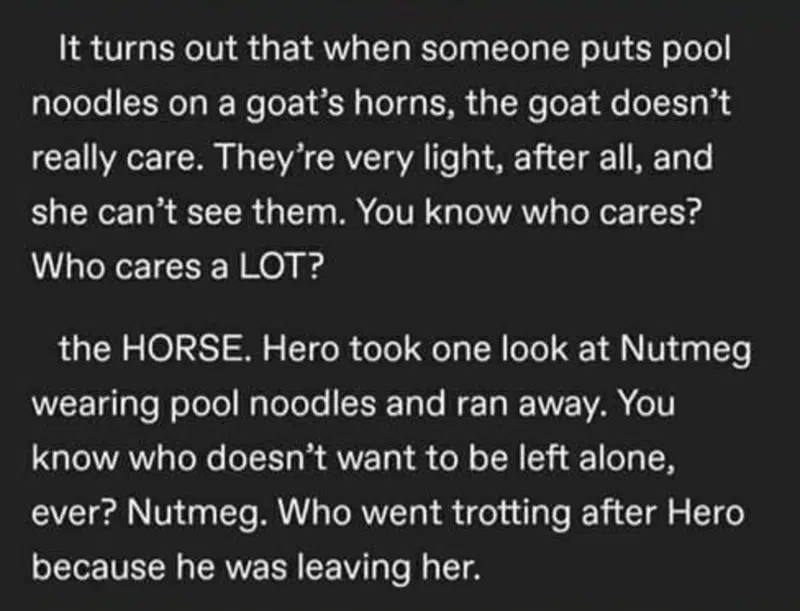 It turns out that when someone puts pool
noodles on a goat’s horns, the goat doesn’t
really care. They’re very light, after all, and
she can’t see them. You know who cares?
Who cares a LOT?
the HORSE. Hero took one look at Nutmeg
wearing pool noodles and ran away. You
know who doesn’t want to be left alone,
ever? Nutmeg. Who went trotting after Hero
because he was leaving her.